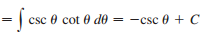 = ∫ csc θ cot θ dθ = −csc θ + C